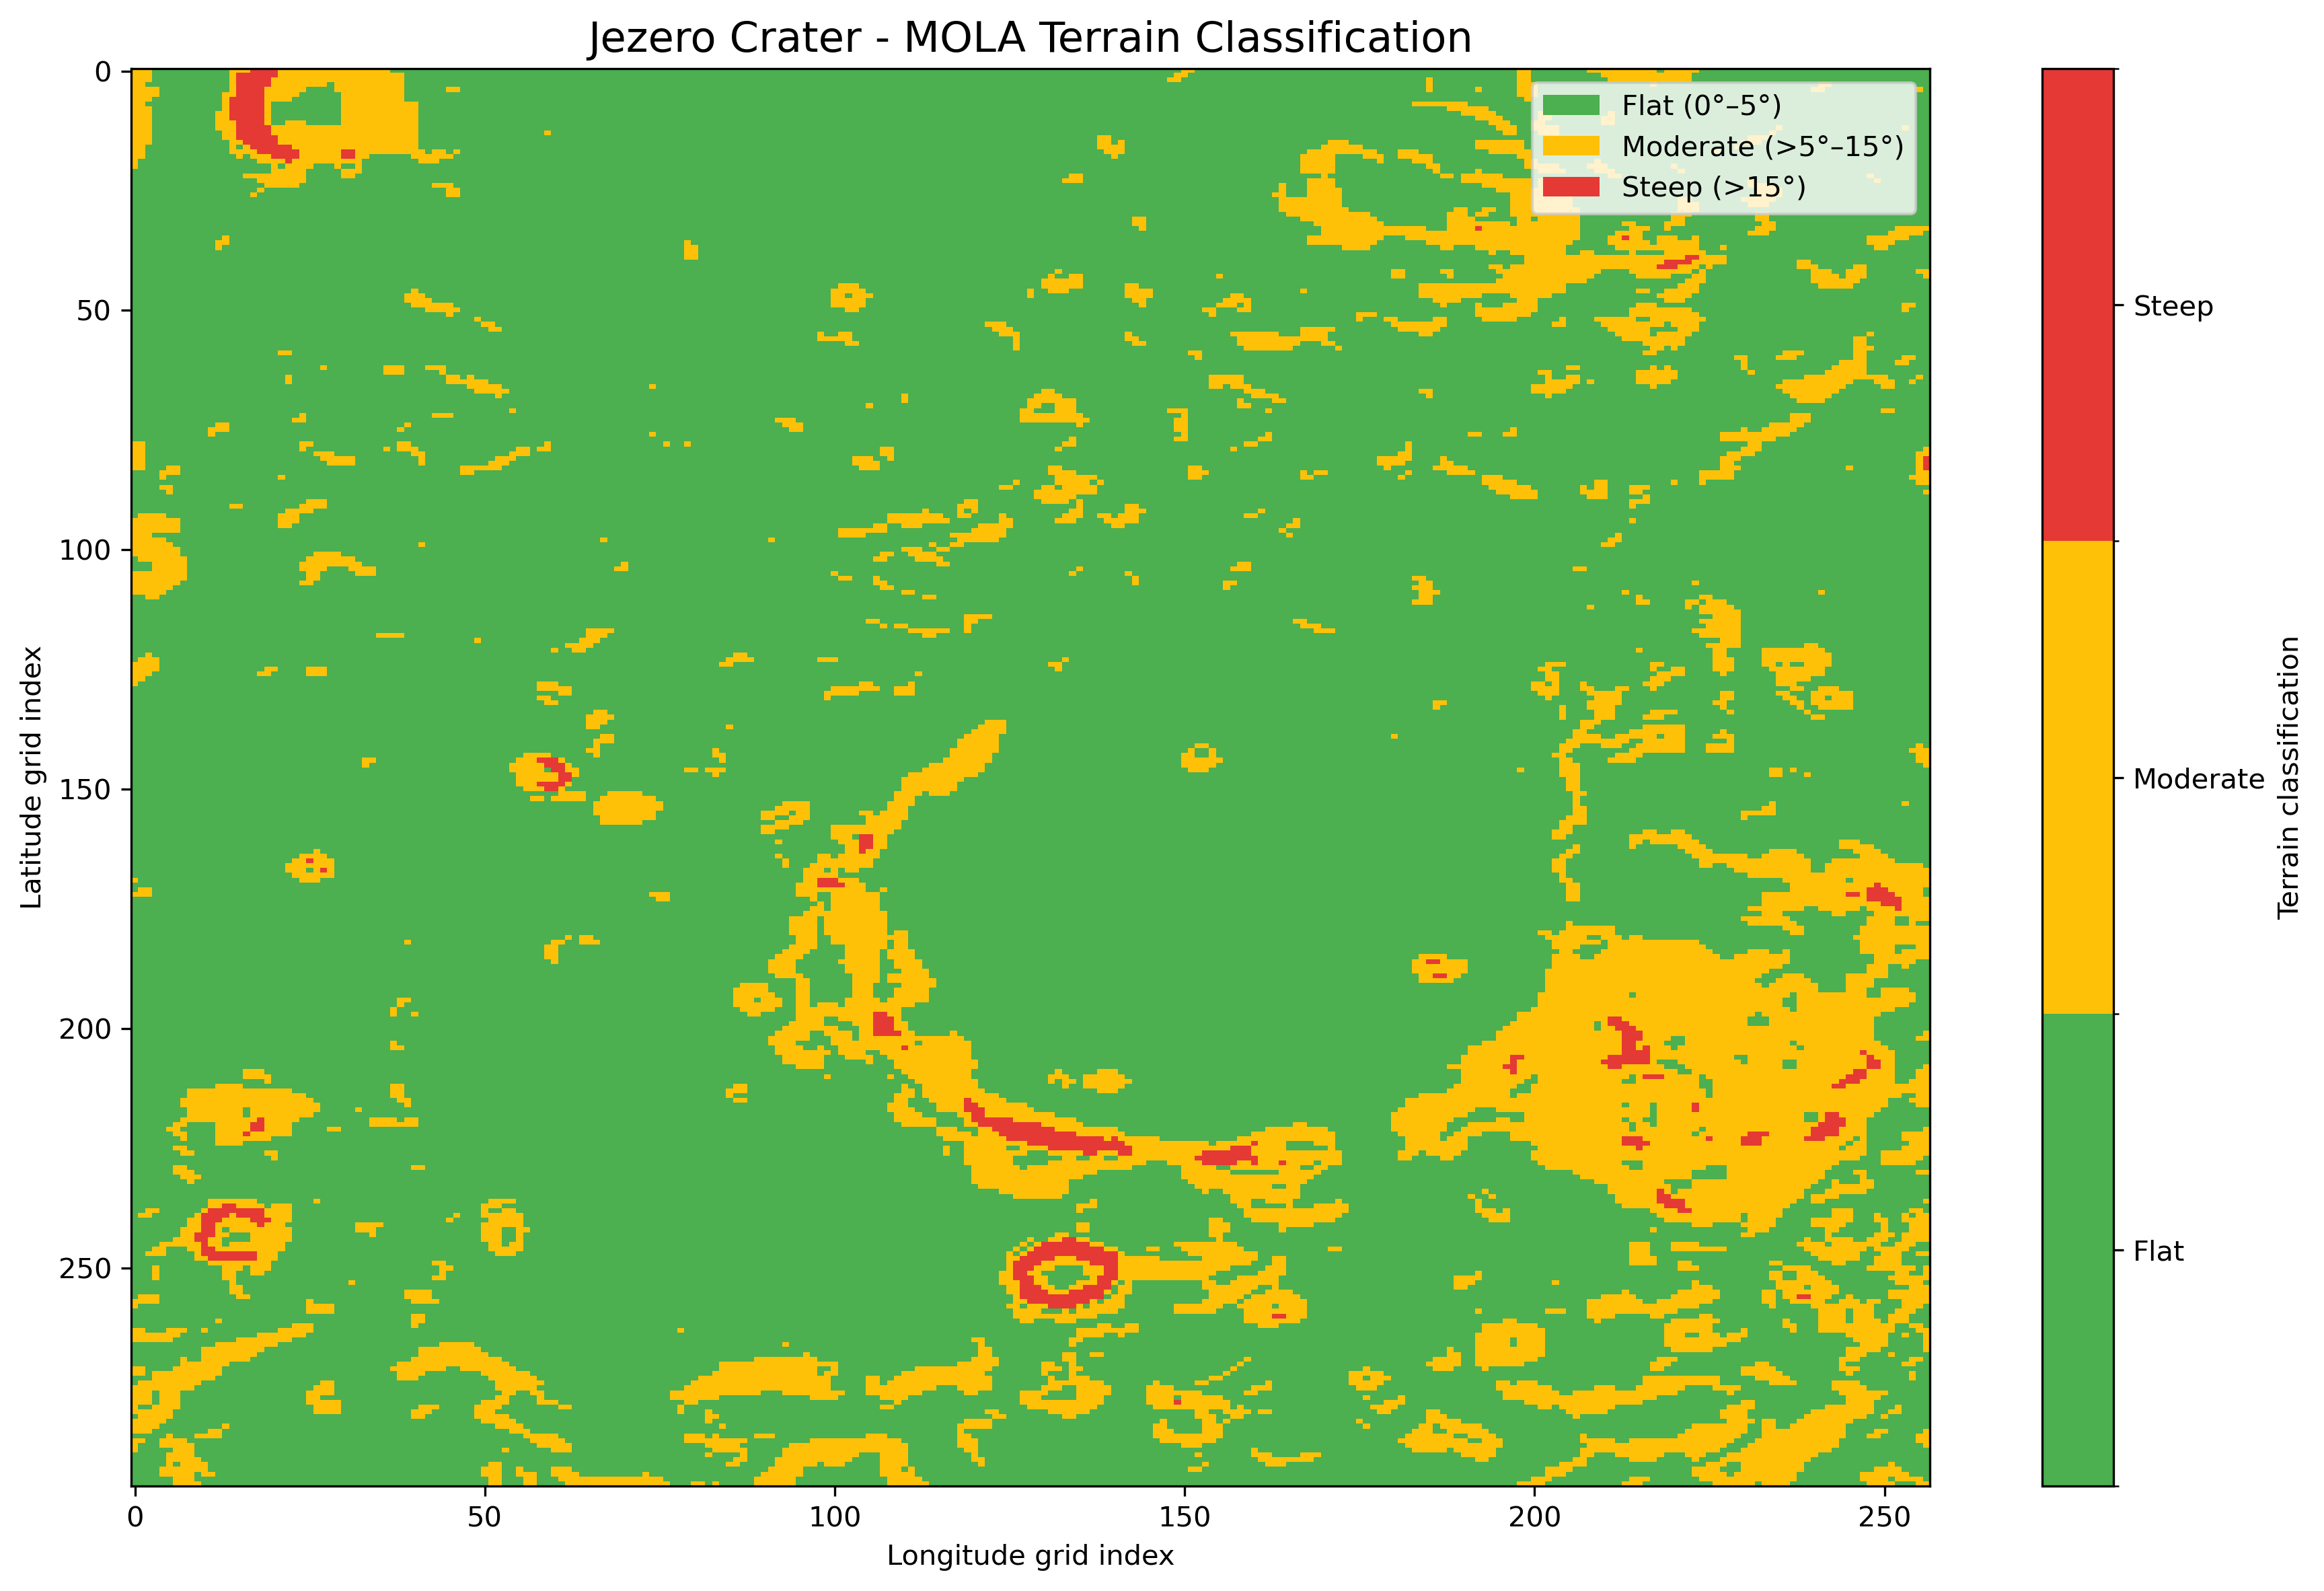 Jezero Crater - MOLA Terrain Classification
Flat (0°–5°)
Moderate (>5°–15°)
Steep (>15°)
0
50
100
150
200
250
Latitude grid index
0
50
100
150
200
250
Longitude grid index
Steep
Moderate
Flat
Terrain classification